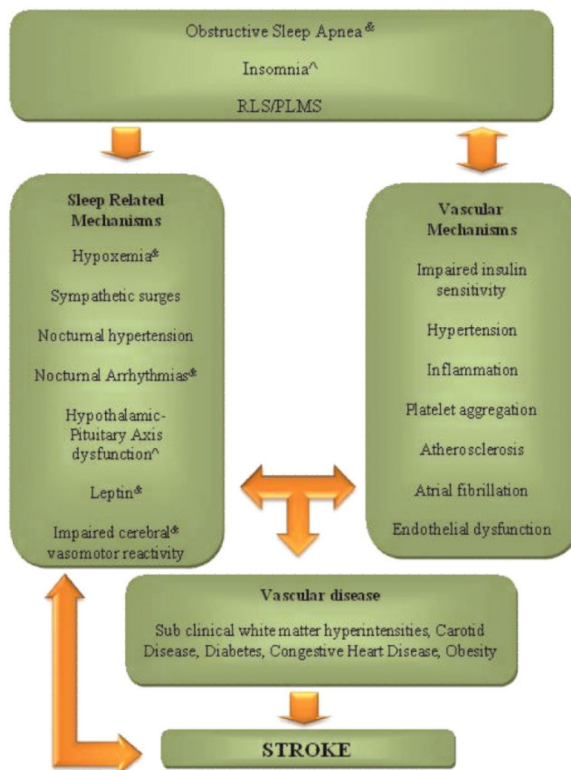 Obstructive Sleep Apnea &
Insomnia^
RLS/PLMS
Sleep Related
Mechanisms
Hypoxemia&
Sympathetic surges
Nocturnal hypertension
Nocturnal Arrhythmias&
Hypothalamic-
Pituitary Axis
dysfunction^
Leptin&
Impaired cerebral&
vasomotor reactivity
Vascular
Mechanisms
Impaired insulin
sensitivity
Hypertension
Inflammation
Platelet aggregation
Atherosclerosis
Atrial fibrillation
Endothelial dysfunction
Vascular disease
Sub clinical white matter hyperintensities, Carotid
Disease, Diabetes, Congestive Heart Disease, Obesity
STROKE